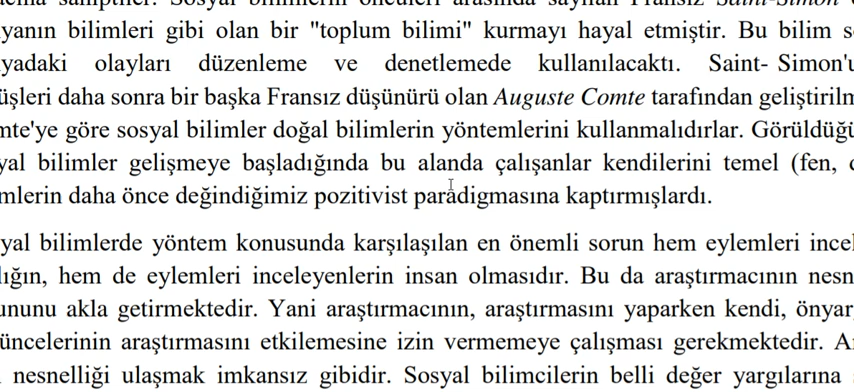 sahiptiler. Sosyal bilimlerin öncüleri arasında sayılan Fransız Saint-Simon
yanın bilimleri gibi olan bir "toplum bilimi" kurmayı hayal etmiştir. Bu bilim s
yadaki olayları düzenleme ve denetlemede kullanılacaktı. Saint- Simon'u
üşleri daha sonra bir başka Fransız düşünürü olan Auguste Comte tarafından geliştirilm
mte'ye göre sosyal bilimler doğal bilimlerin yöntemlerini kullanmalıdırlar. Görüldüğü
yal bilimler gelişmeye başladığında bu alanda çalışanlar kendilerini temel (fen, d
mlerin daha önce değindiğimiz pozitivist paradigmasına kaptırmışlardı.
yal bilimlerde yöntem konusunda karşılaşılan en önemli sorun hem eylemleri incel
lığın, hem de eylemleri inceleyenlerin insan olmasıdır. Bu da araştırmacının nesn
ununu akla getirmektedir. Yani araştırmacının, araştırmasını yaparken kendi, önyar
üncelerinin araştırmasını etkilemesine izin vermemeye çalışması gerekmektedir. A
nesnelliği ulaşmak imkansız gibidir. Sosyal bilimcilerin belli değer yargılarına